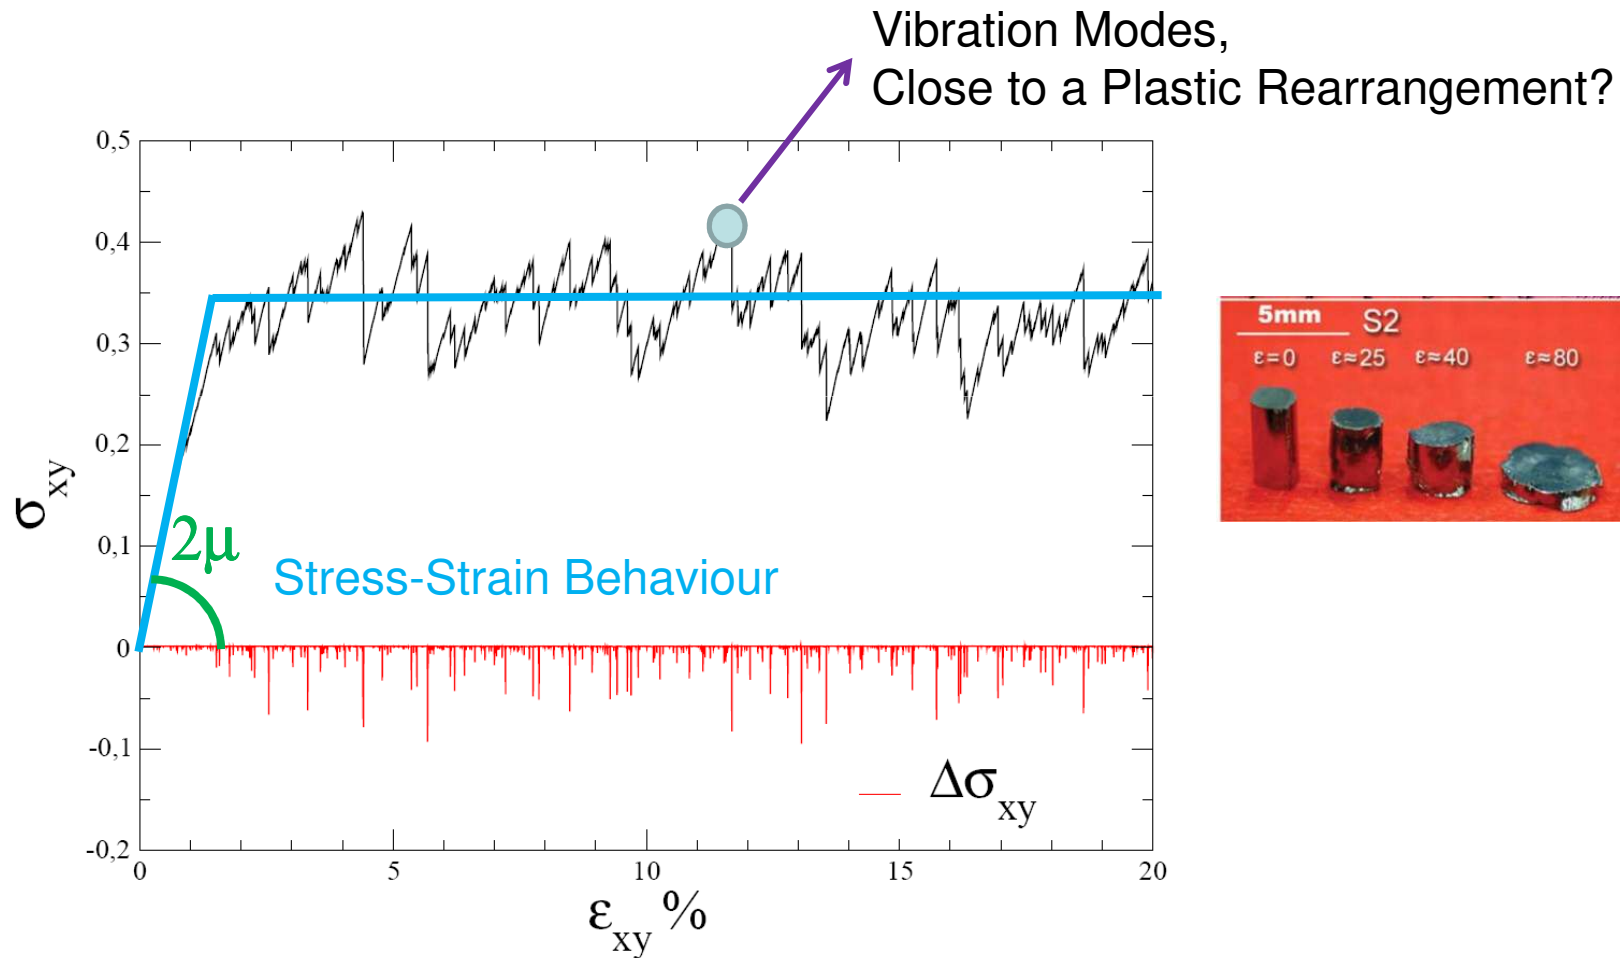 Vibration Modes,
Close to a Plastic Rearrangement?
0,5
0,4
0,3
0,2
0,1
0
-0,1
-0,2
σxy
2μ
Stress-Strain Behaviour
Δσxy
0 5 10 15 20
εxy %
5mm S2
ε=0 ε≈25 ε≈40 ε≈80